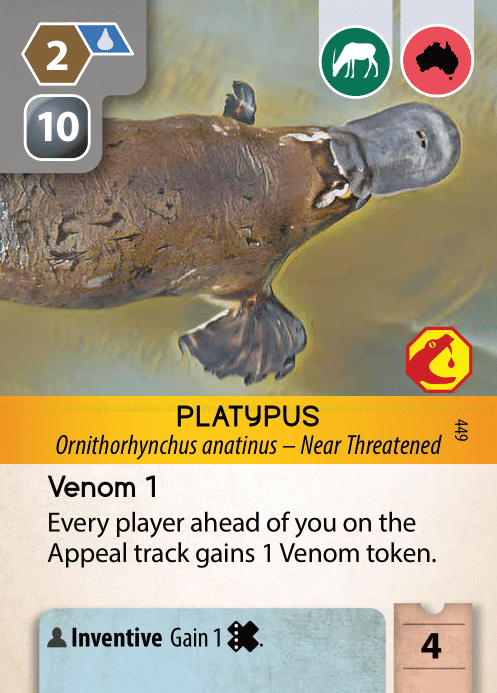 2
10
PLATYPUS
Ornithorhynchus anatinus – Near Threatened
449
Venom 1
Every player ahead of you on the
Appeal track gains 1 Venom token.
Inventive Gain 1 .
4